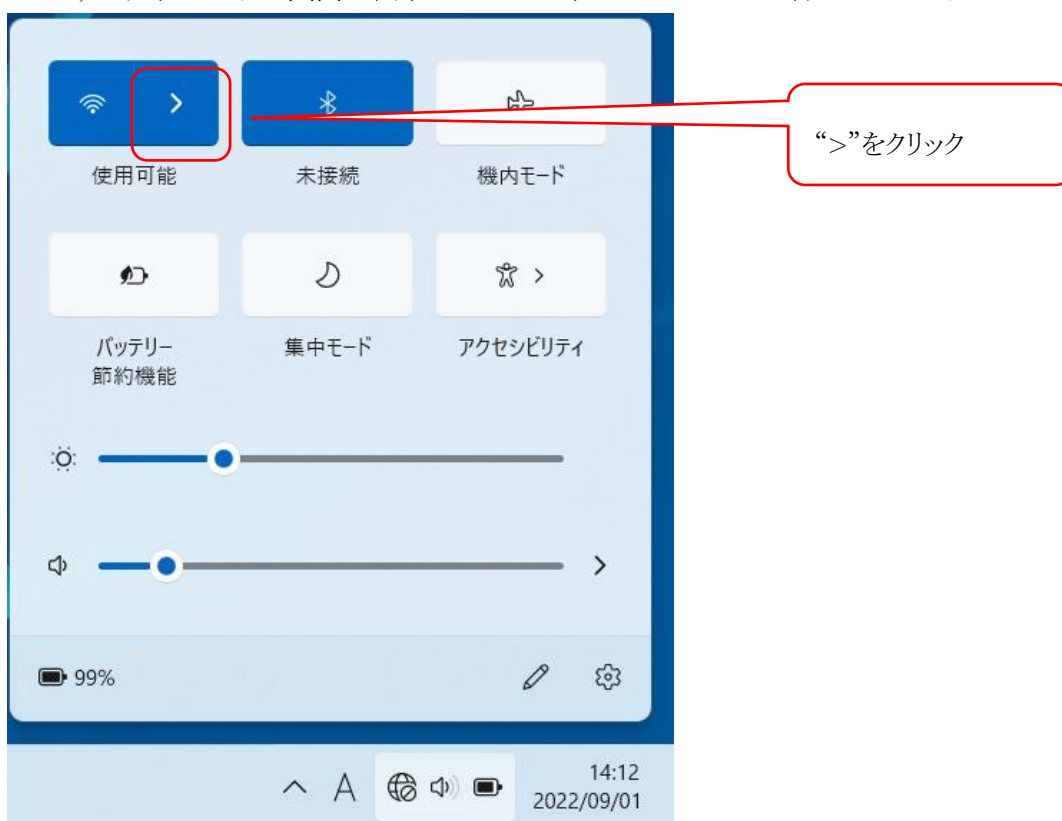 “>”をクリック
使用可能
未接続
機内モード
バッテリー
節約機能
集中モード
アクセシビリティ
99%
A
14:12
2022/09/01